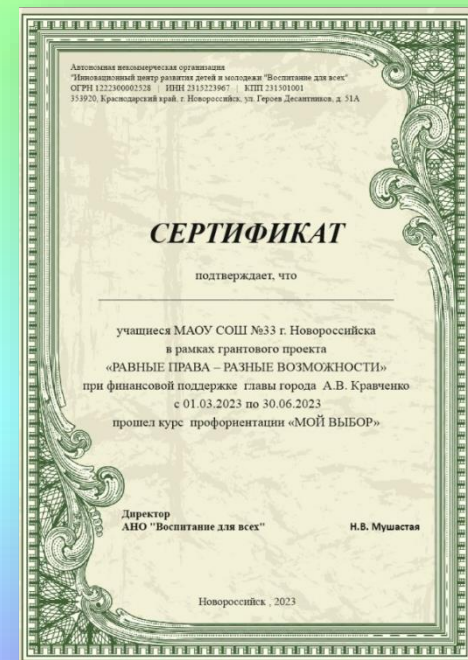 Автономная некоммерческая организация
"Инновационный центр развития детей и молодежи "Воспитание для всех"
ОГРН 1222300002528 | ИНН 2315223967 | КПП 231501001
353920, Краснодарский край, г. Новороссийск, ул. Героев Десантников, д. 51А
СЕРТИФИКАТ
подтверждает, что
учащиеся МАОУ СОШ №33 г. Новороссийска
в рамках грантового проекта
«РАВНЫЕ ПРАВА – РАЗНЫЕ ВОЗМОЖНОСТИ»
при финансовой поддержке главы города А.В. Кравченко
с 01.03.2023 по 30.06.2023
прошел курс профориентации «МОЙ ВЫБОР»
Директор
АНО "Воспитание для всех" Н.В. Мушастая
Новороссийск , 2023